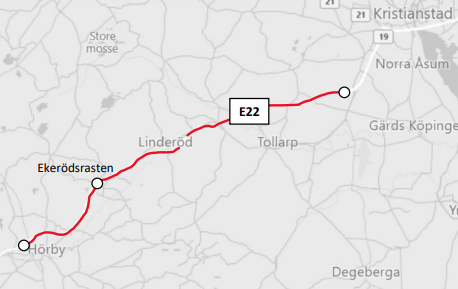 21
Kristianstad
21
19
Store
mosse
Norra Åsum
E22
Gärds Köpinge
Linderöd
Tollarp
Ekerödsrasten
Hörby
Degeberga